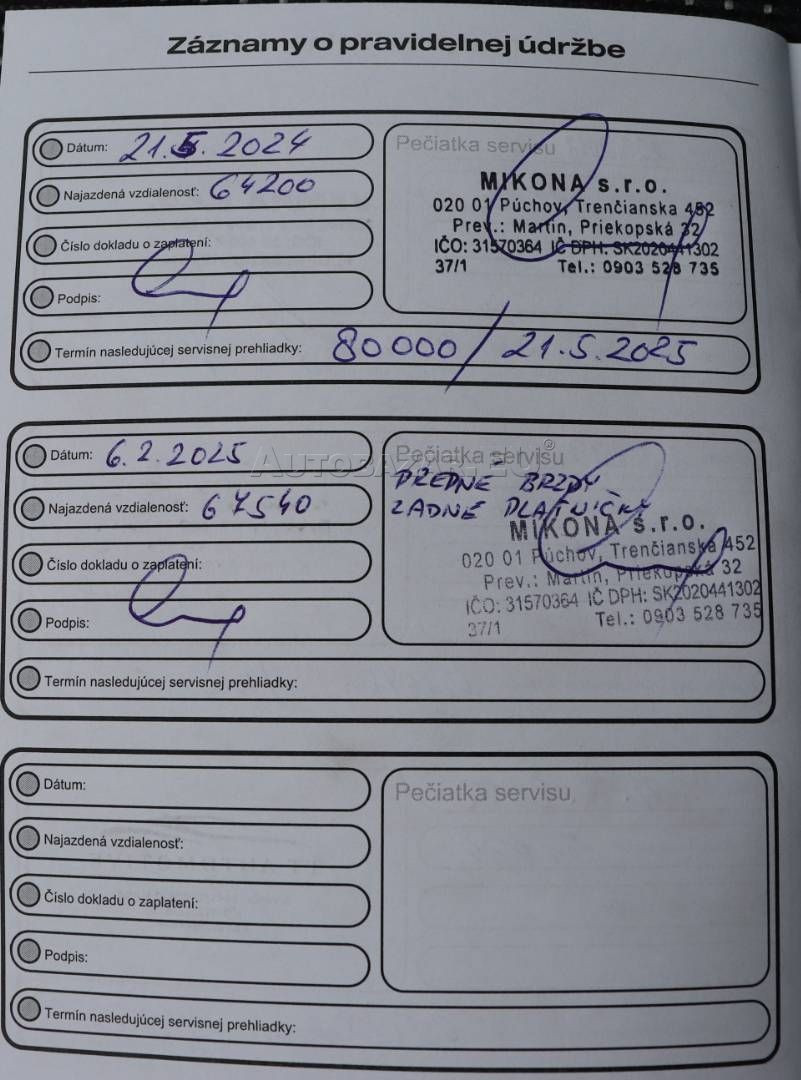 Záznamy o pravidelnej údržbe
Dátum: 21.5.2024
Najazdená vzdialenosť: 64200
Číslo dokladu o zaplatení:
Podpis:
Pečiatka servisu
MIKONA s.r.o.
020 01 Púchov, Trenčianska 452
Prev.: Martin, Priekopská 32
IČO: 31570364 IČ DPH: SK2020441302
37/1 Tel.: 0903 528 735
Termín nasledujúcej servisnej prehliadky: 80000 / 21.5.2025
Dátum: 6.2.2025
Najazdená vzdialenosť: 67540
Číslo dokladu o zaplatení:
Podpis:
Pečiatka servisu
PŘEDNÉ BRZDY
ZADNÉ PLATNIČKY
MIKONA s.r.o.
020 01 Púchov, Trenčianska 452
Prev.: Martin, Priekopská 32
IČO: 31570364 IČ DPH: SK2020441302
37/1 Tel.: 0903 528 735
Termín nasledujúcej servisnej prehliadky:
AUTOBAZAR.EU®
Dátum:
Najazdená vzdialenosť:
Číslo dokladu o zaplatení:
Podpis:
Pečiatka servisu
Termín nasledujúcej servisnej prehliadky: